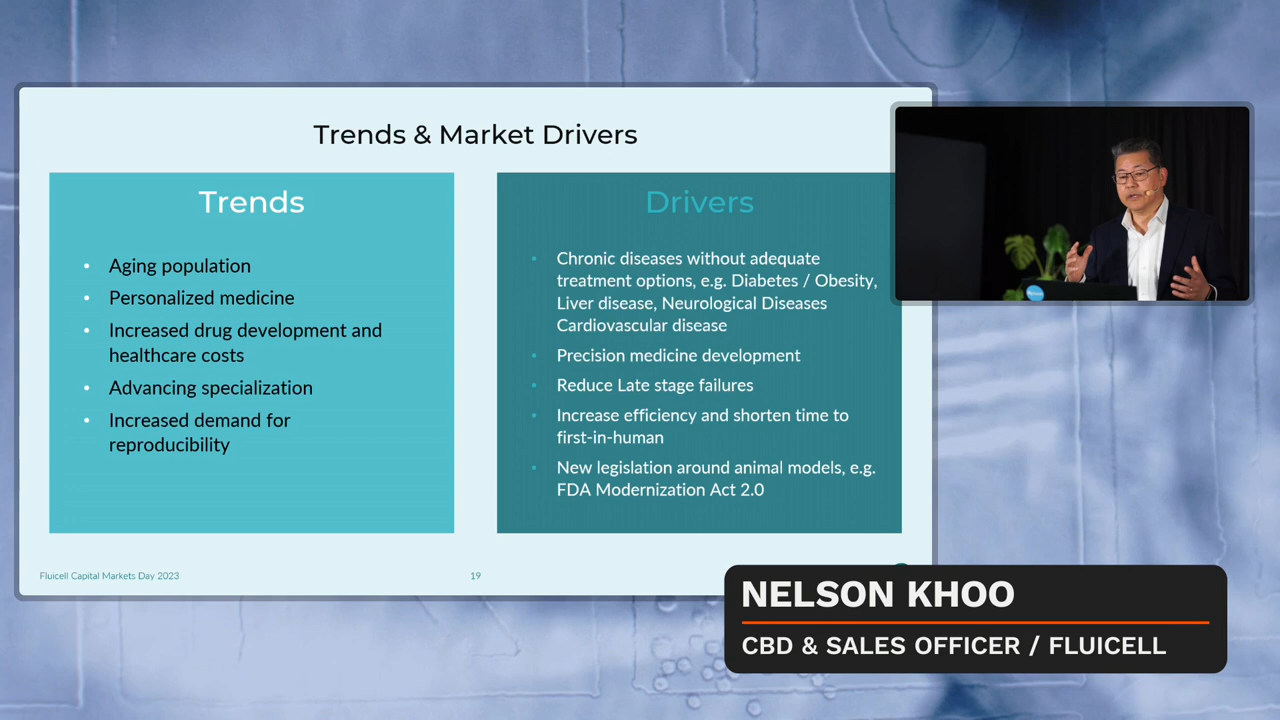 Trends & Market Drivers
Trends
Aging population
Personalized medicine
Increased drug development and
healthcare costs
Advancing specialization
Increased demand for
reproducibility
Drivers
Chronic diseases without adequate
treatment options, e.g. Diabetes / Obesity,
Liver disease, Neurological Diseases
Cardiovascular disease
Precision medicine development
Reduce Late stage failures
Increase efficiency and shorten time to
first-in-human
New legislation around animal models, e.g.
FDA Modernization Act 2.0
Fluicell Capital Markets Day 2023
19
NELSON KHOO
CBD & SALES OFFICER / FLUICELL